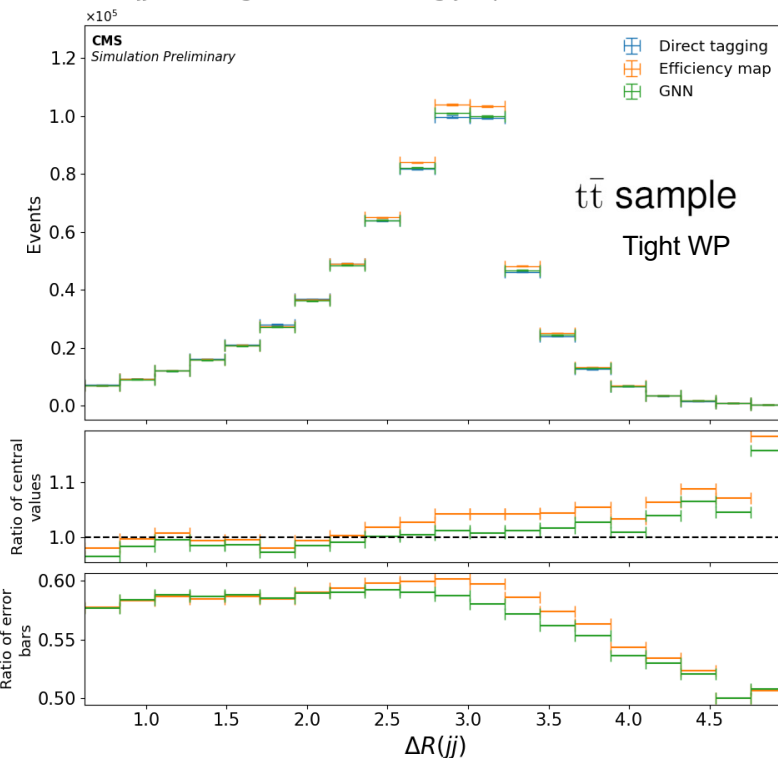 ×10⁵
CMS
Simulation Preliminary
Direct tagging
Efficiency map
GNN
tt̄ sample
Tight WP
Events
1.2
1.0
0.8
0.6
0.4
0.2
0.0
Ratio of central
values
1.1
1.0
Ratio of error
bars
0.60
0.55
0.50
1.0 1.5 2.0 2.5 3.0 3.5 4.0 4.5
ΔR(jj)